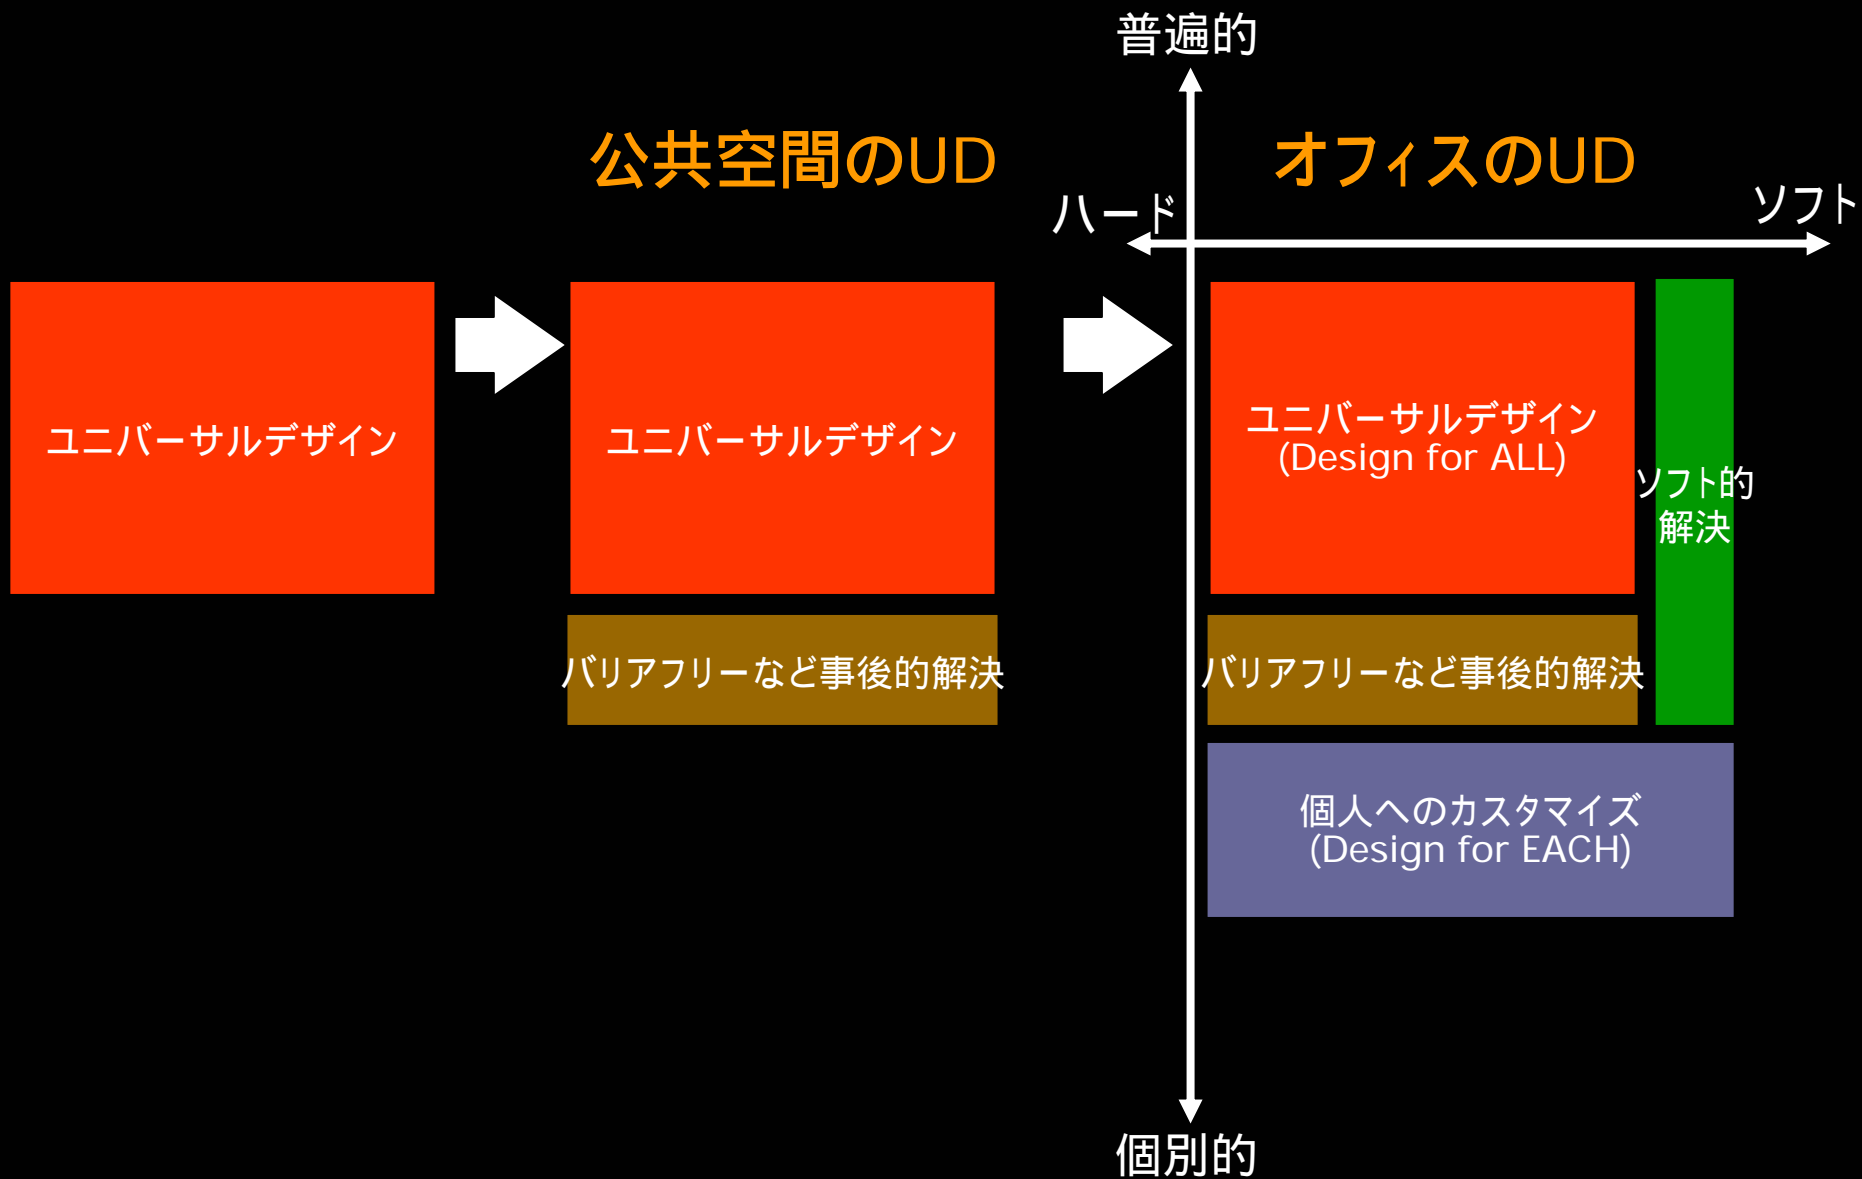 普遍的
公共空間のUD
オフィスのUD
ハード
ソフト
ユニバーサルデザイン
ユニバーサルデザイン
ユニバーサルデザイン
(Design for ALL)
ソフト的
解決
バリアフリーなど事後的解決
バリアフリーなど事後的解決
個人へのカスタマイズ
(Design for EACH)
個別的